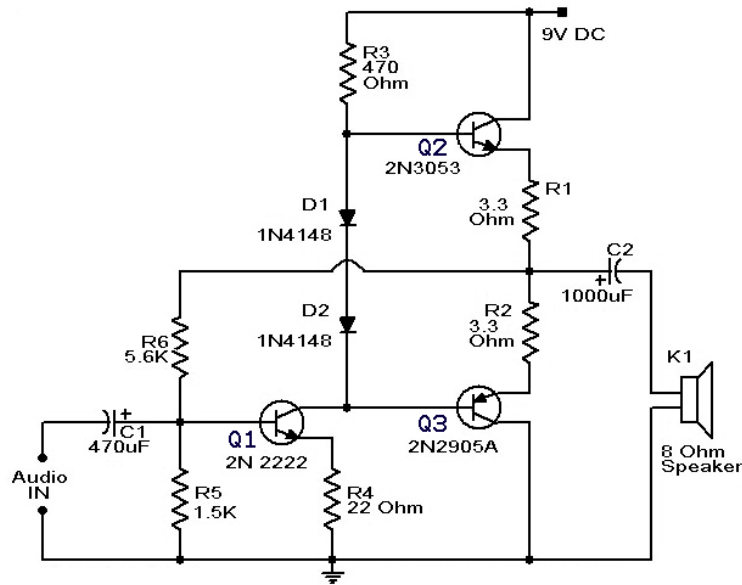 9V DC
R3
470
Ohm
Q2
2N3053
R1
3.3
Ohm
D1
1N4148
C2
+
1000uF
D2
1N4148
R2
3.3
Ohm
R6
5.6K
K1
+
C1
470uF
Q1
2N 2222
Q3
2N2905A
8 Ohm
Speaker
Audio
IN
R5
1.5K
R4
22 Ohm